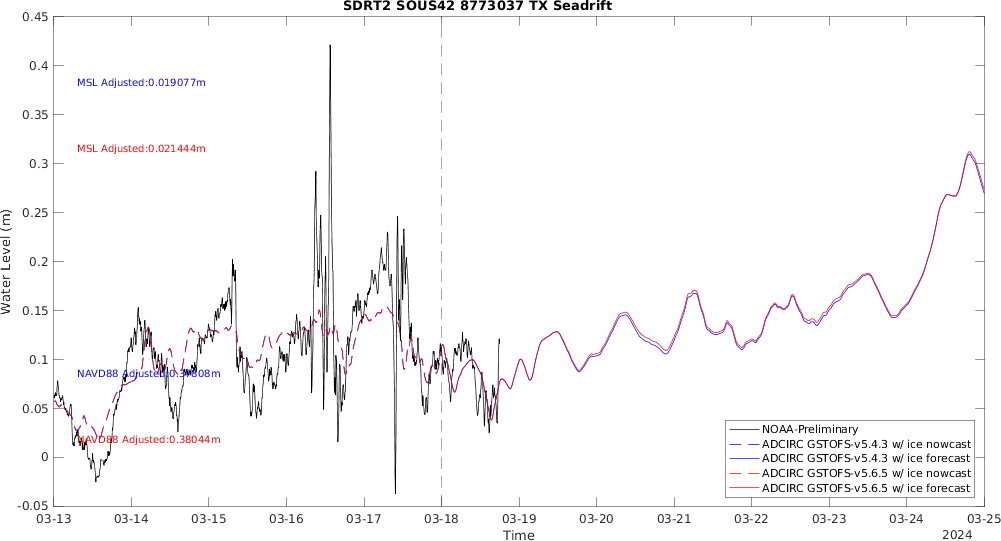 SDRT2 SOUS42 8773037 TX Seadrift
0.45
0.4
0.35
0.3
0.25
0.2
0.15
0.1
0.05
0
-0.05
Water Level (m)
MSL Adjusted:0.019077m
MSL Adjusted:0.021444m
NAVD88 Adjusted:
NAVD88 Adjusted:0.38044m
NOAA-Preliminary
ADCIRC GSTOFS-v5.4.3 w/ ice nowcast
ADCIRC GSTOFS-v5.4.3 w/ ice forecast
ADCIRC GSTOFS-v5.6.5 w/ ice nowcast
ADCIRC GSTOFS-v5.6.5 w/ ice forecast
03-13 03-14 03-15 03-16 03-17 03-18 03-19 03-20 03-21 03-22 03-23 03-24 03-25
Time
2024